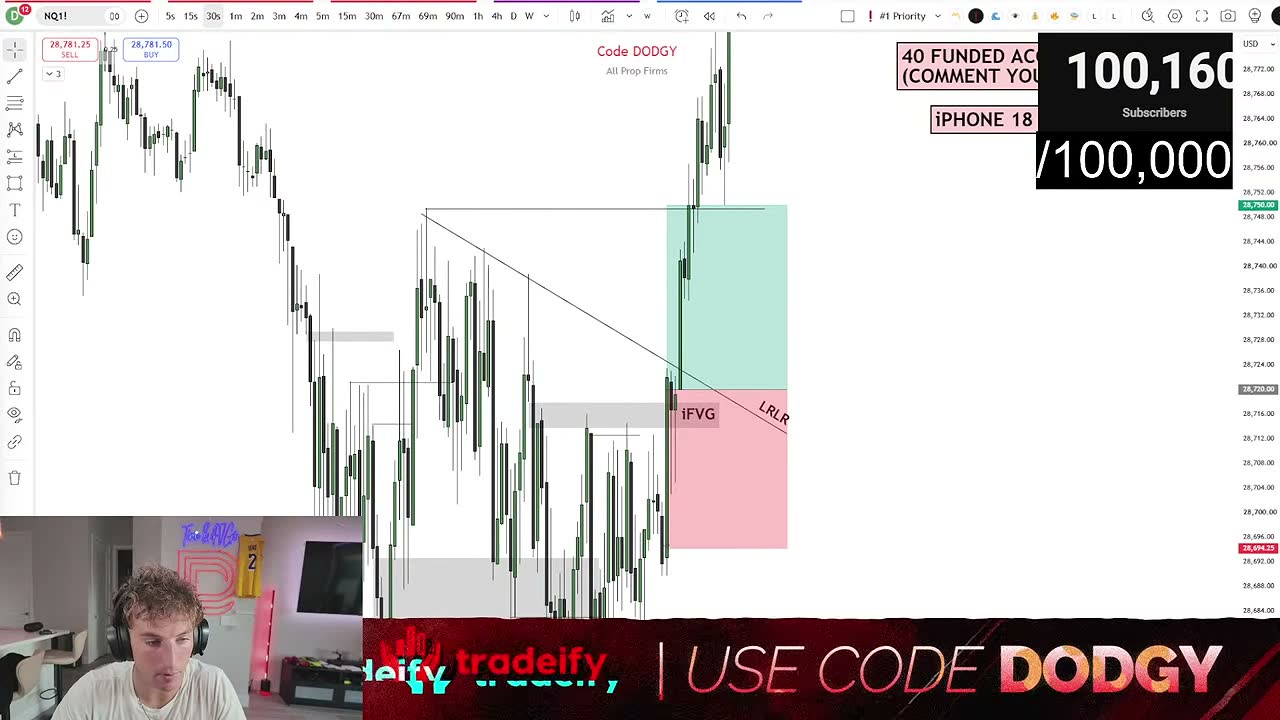 D 12 NQ1! 5s 15s 30s 1m 2m 3m 4m 5m 15m 30m 67m 69m 90m 1h 4h D W #1 Priority L L
28,781.25 SELL
0.25
28,781.50 BUY
3
Code DODGY
All Prop Firms
40 FUNDED AC
(COMMENT YOU
iPHONE 18
100,160
Subscribers
/100,000
USD
28,772.00
28,768.00
28,764.00
28,760.00
28,756.00
28,752.00
28,750.00
28,748.00
28,744.00
28,740.00
28,736.00
28,732.00
28,728.00
28,724.00
28,720.00
28,716.00
28,712.00
28,708.00
28,704.00
28,700.00
28,696.00
28,694.25
28,692.00
28,688.00
28,684.00
iFVG
LRLR
2
D
deify tradeify tradeify | USE CODE DODGY